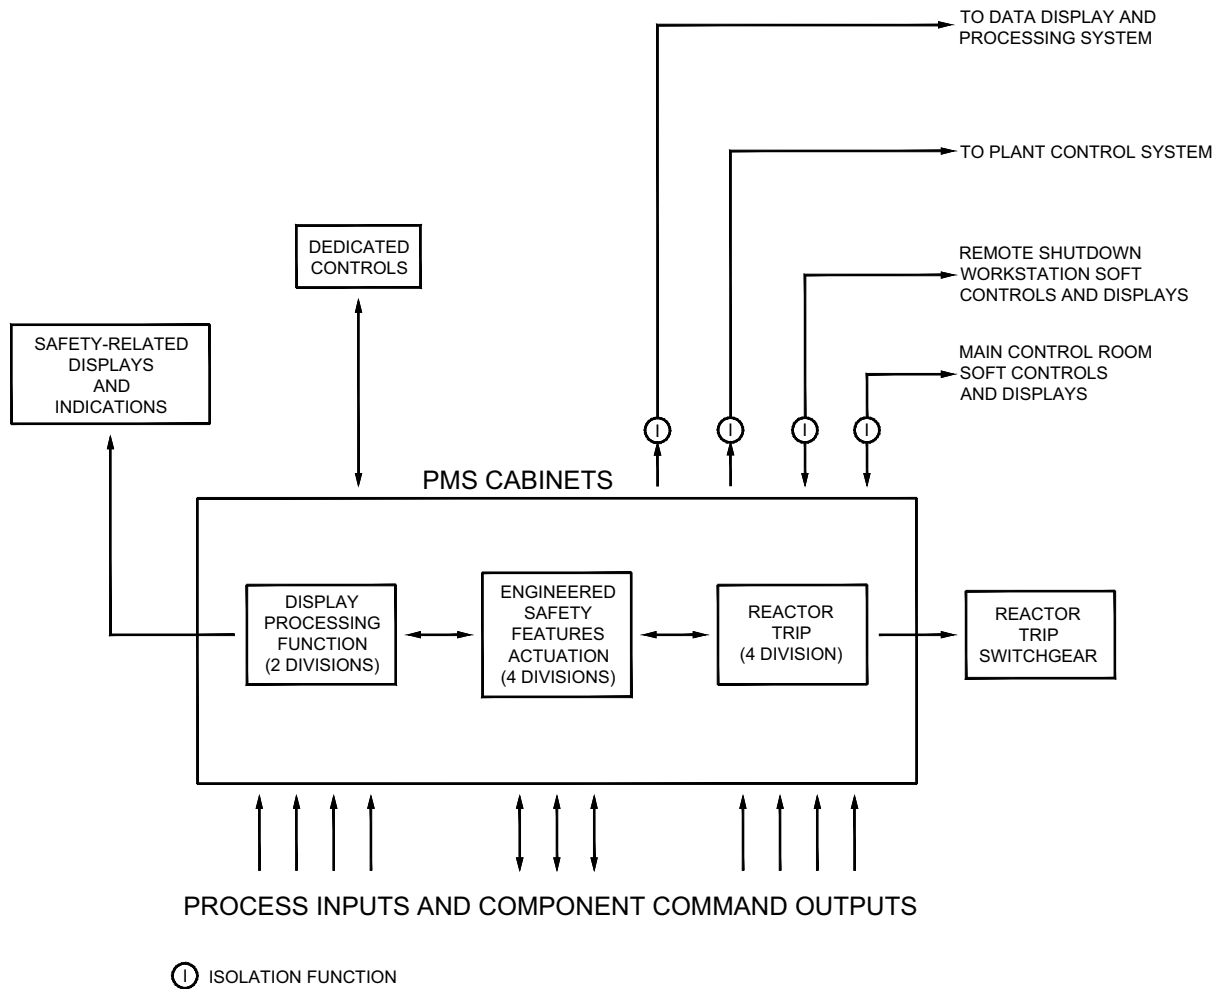 TO DATA DISPLAY AND
PROCESSING SYSTEM
TO PLANT CONTROL SYSTEM
DEDICATED
CONTROLS
REMOTE SHUTDOWN
WORKSTATION SOFT
CONTROLS AND DISPLAYS
SAFETY-RELATED
DISPLAYS
AND
INDICATIONS
MAIN CONTROL ROOM
SOFT CONTROLS
AND DISPLAYS
I
I
I
I
PMS CABINETS
DISPLAY
PROCESSING
FUNCTION
(2 DIVISIONS)
ENGINEERED
SAFETY
FEATURES
ACTUATION
(4 DIVISIONS)
REACTOR
TRIP
(4 DIVISION)
REACTOR
TRIP
SWITCHGEAR
PROCESS INPUTS AND COMPONENT COMMAND OUTPUTS
I ISOLATION FUNCTION